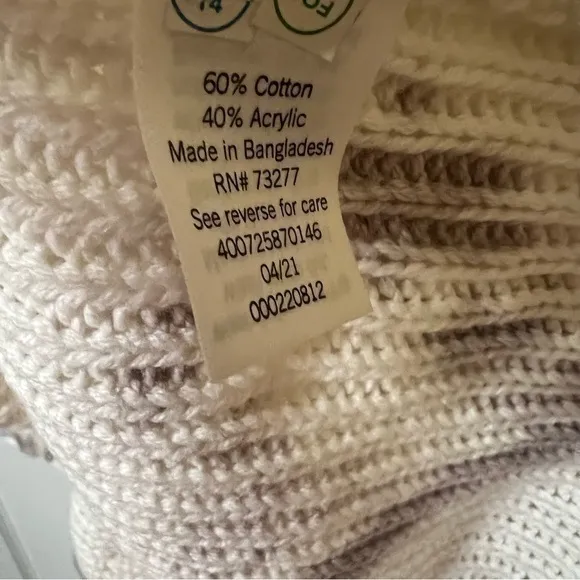 60% Cotton
40% Acrylic
Made in Bangladesh
RN# 73277
See reverse for care
400725870146
04/21
000220812